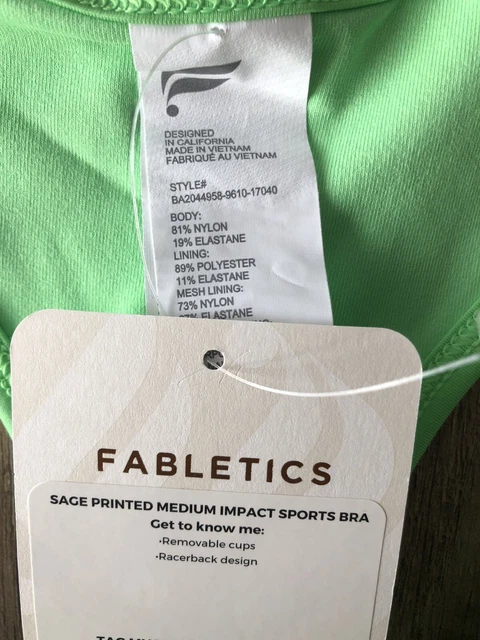 DESIGNED
IN CALIFORNIA
MADE IN VIETNAM
FABRIQUÉ AU VIETNAM
STYLE#
BA2044958-9610-17040
BODY:
81% NYLON
19% ELASTANE
LINING:
89% POLYESTER
11% ELASTANE
MESH LINING:
73% NYLON
ELASTANE
FABLETICS
SAGE PRINTED MEDIUM IMPACT SPORTS BRA
Get to know me:
•Removable cups
•Racerback design